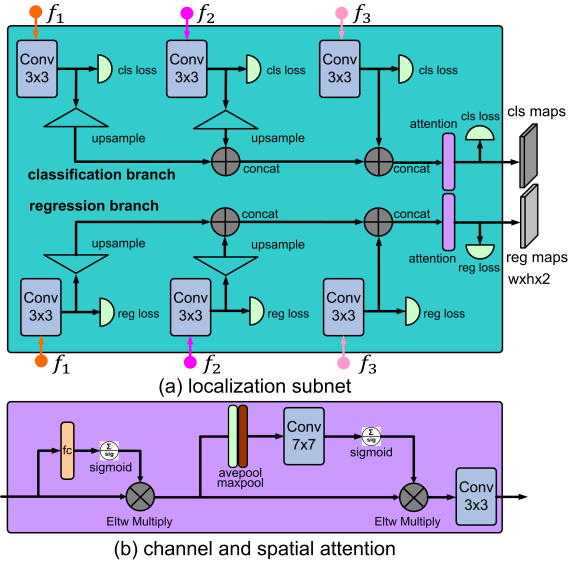 f1 f2 f3
Conv 3x3
cls loss
Conv 3x3
cls loss
Conv 3x3
cls loss
upsample
upsample
attention
cls loss
cls maps
concat
concat
classification branch
regression branch
concat
concat
attention
reg loss
reg maps
wxhx2
upsample
upsample
Conv 3x3
reg loss
Conv 3x3
reg loss
Conv 3x3
reg loss
f1 f2 f3
(a) localization subnet
fc
Σ
sig
sigmoid
Eltw Multiply
avepool
maxpool
Conv
7x7
Σ
sig
sigmoid
Eltw Multiply
Conv
3x3
(b) channel and spatial attention